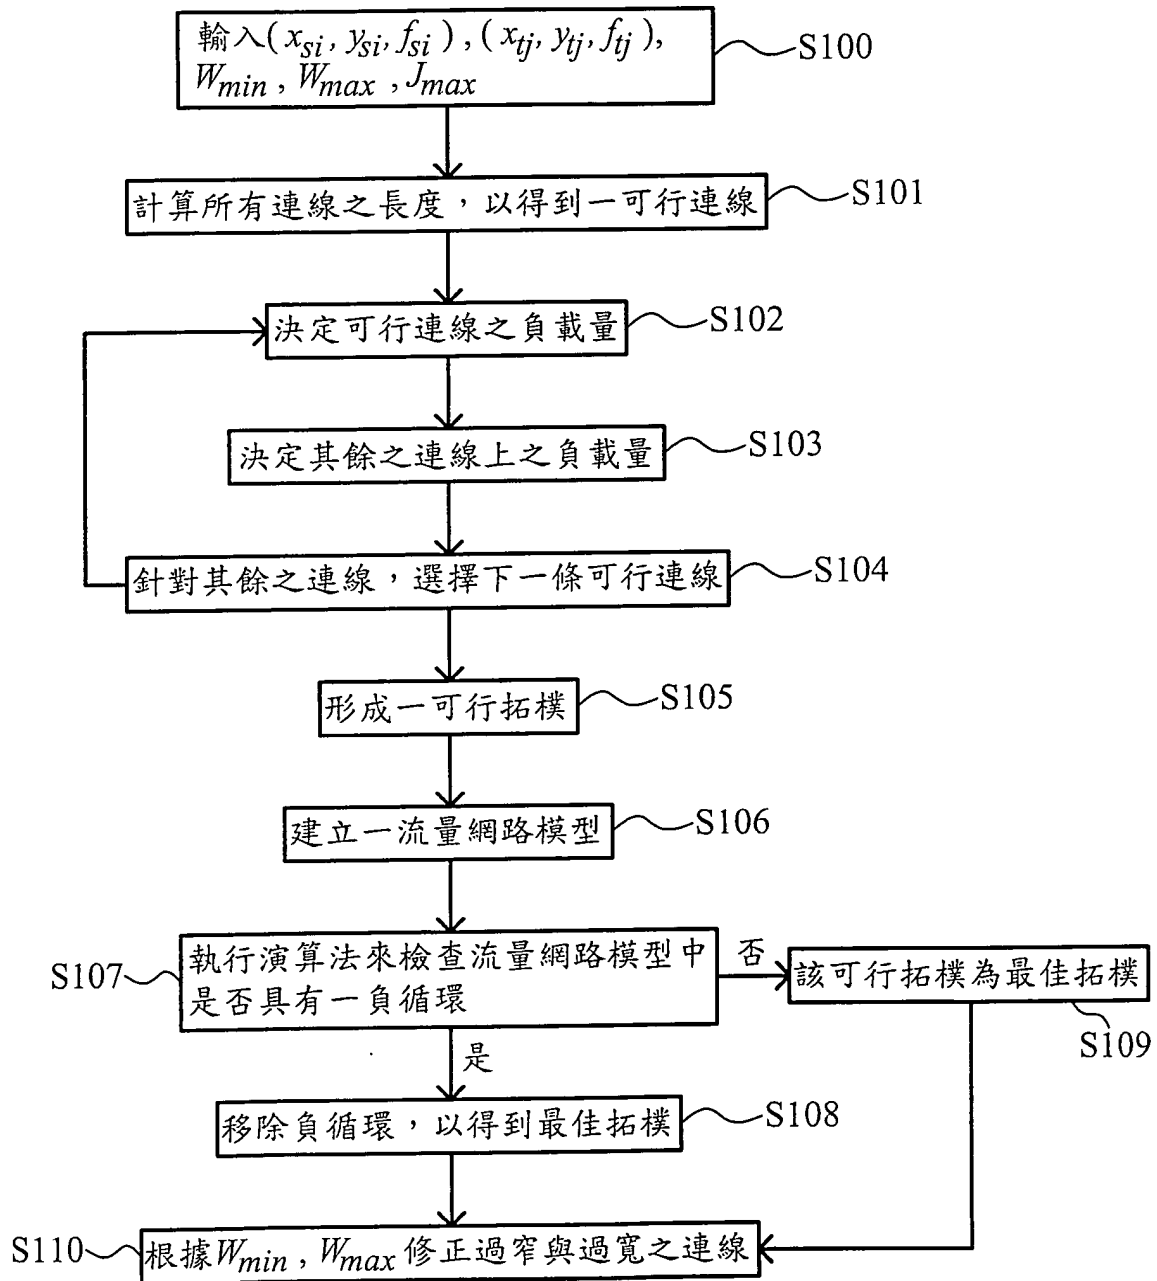 輸入(x_si, y_si, f_si), (x_tj, y_tj, f_tj),
W_min, W_max, J_max
S100
計算所有連線之長度，以得到一可行連線
S101
決定可行連線之負載量
S102
決定其餘之連線上之負載量
S103
針對其餘之連線，選擇下一條可行連線
S104
形成一可行拓樸
S105
建立一流量網路模型
S106
S107
執行演算法來檢查流量網路模型中
是否具有一負循環
否
該可行拓樸為最佳拓樸
S109
是
移除負循環，以得到最佳拓樸
S108
S110
根據W_min, W_max修正過窄與過寬之連線